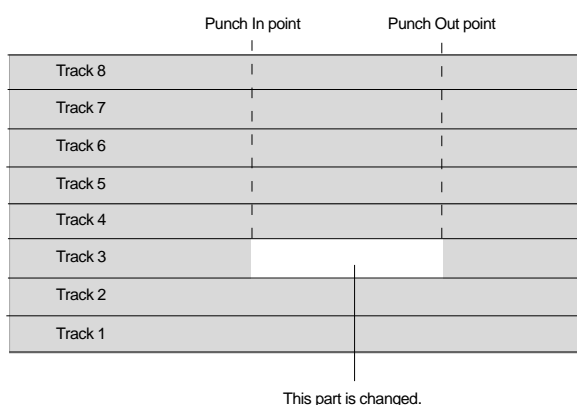 Punch In point Punch Out point
Track 8
Track 7
Track 6
Track 5
Track 4
Track 3
Track 2
Track 1
This part is changed.